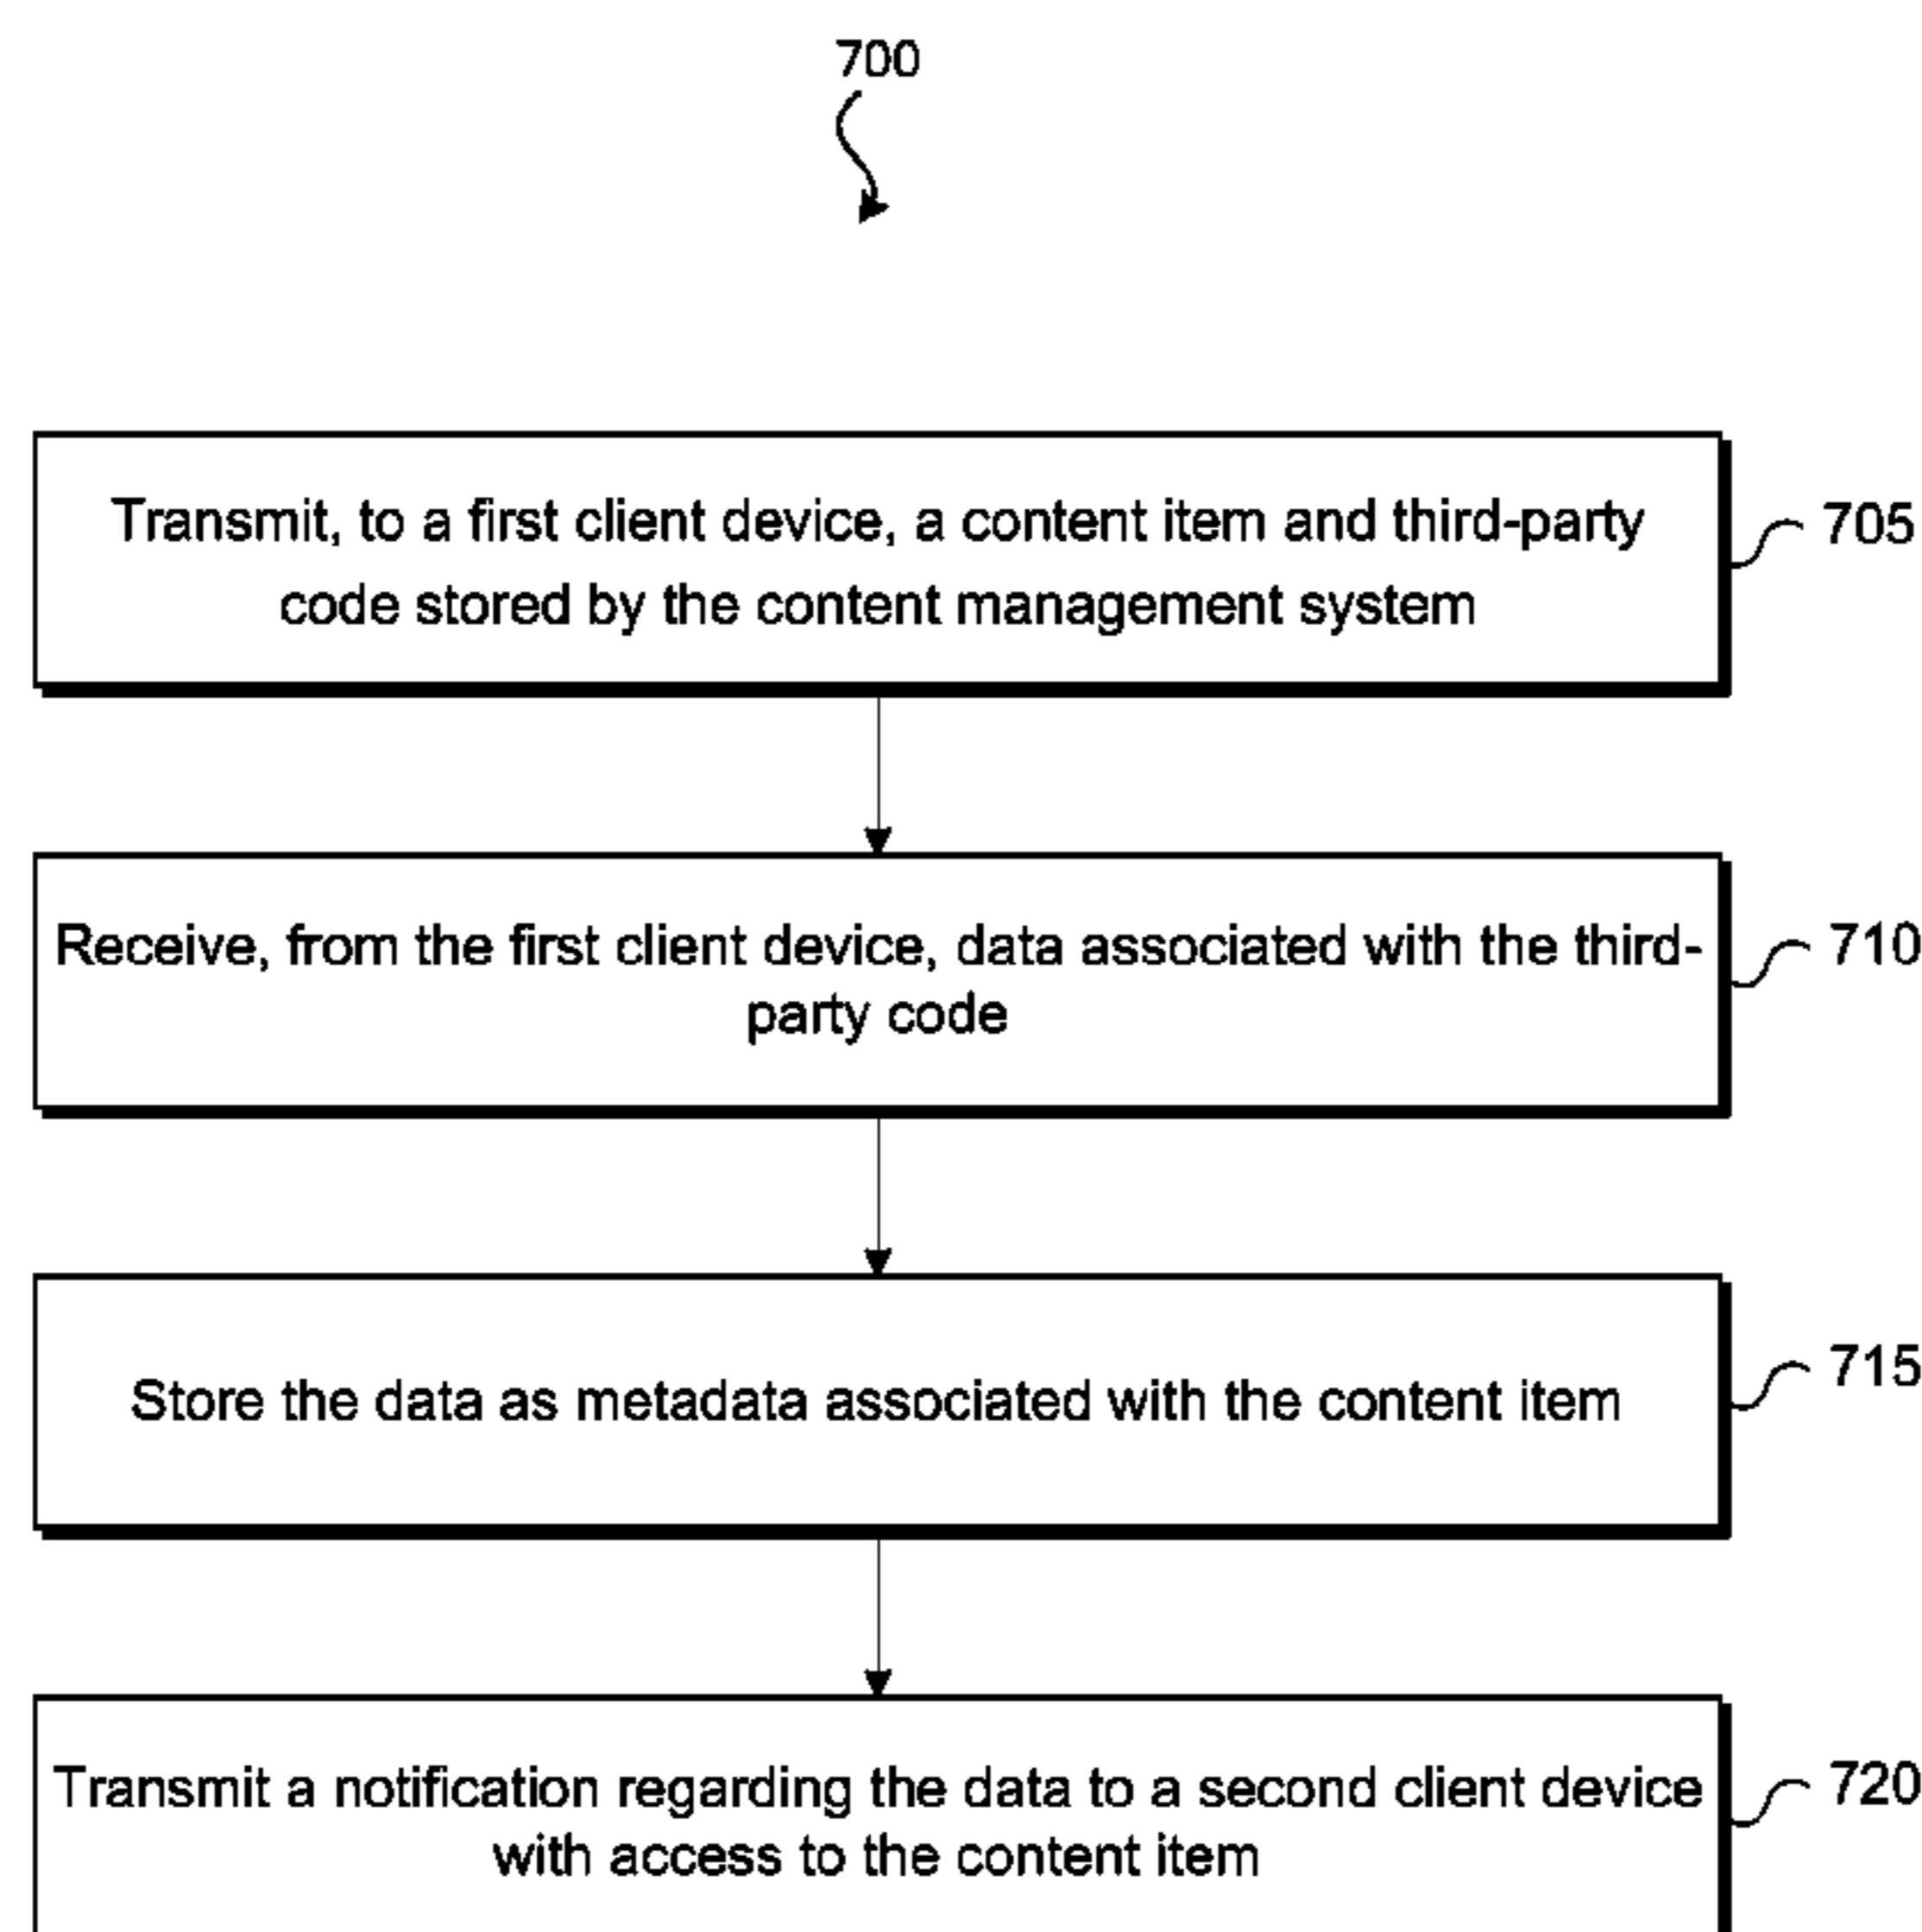 700
Transmit, to a first client device, a content item and third-party
code stored by the content management system
705
Receive, from the first client device, data associated with the third-
party code
710
Store the data as metadata associated with the content item
715
Transmit a notification regarding the data to a second client device
with access to the content item
720